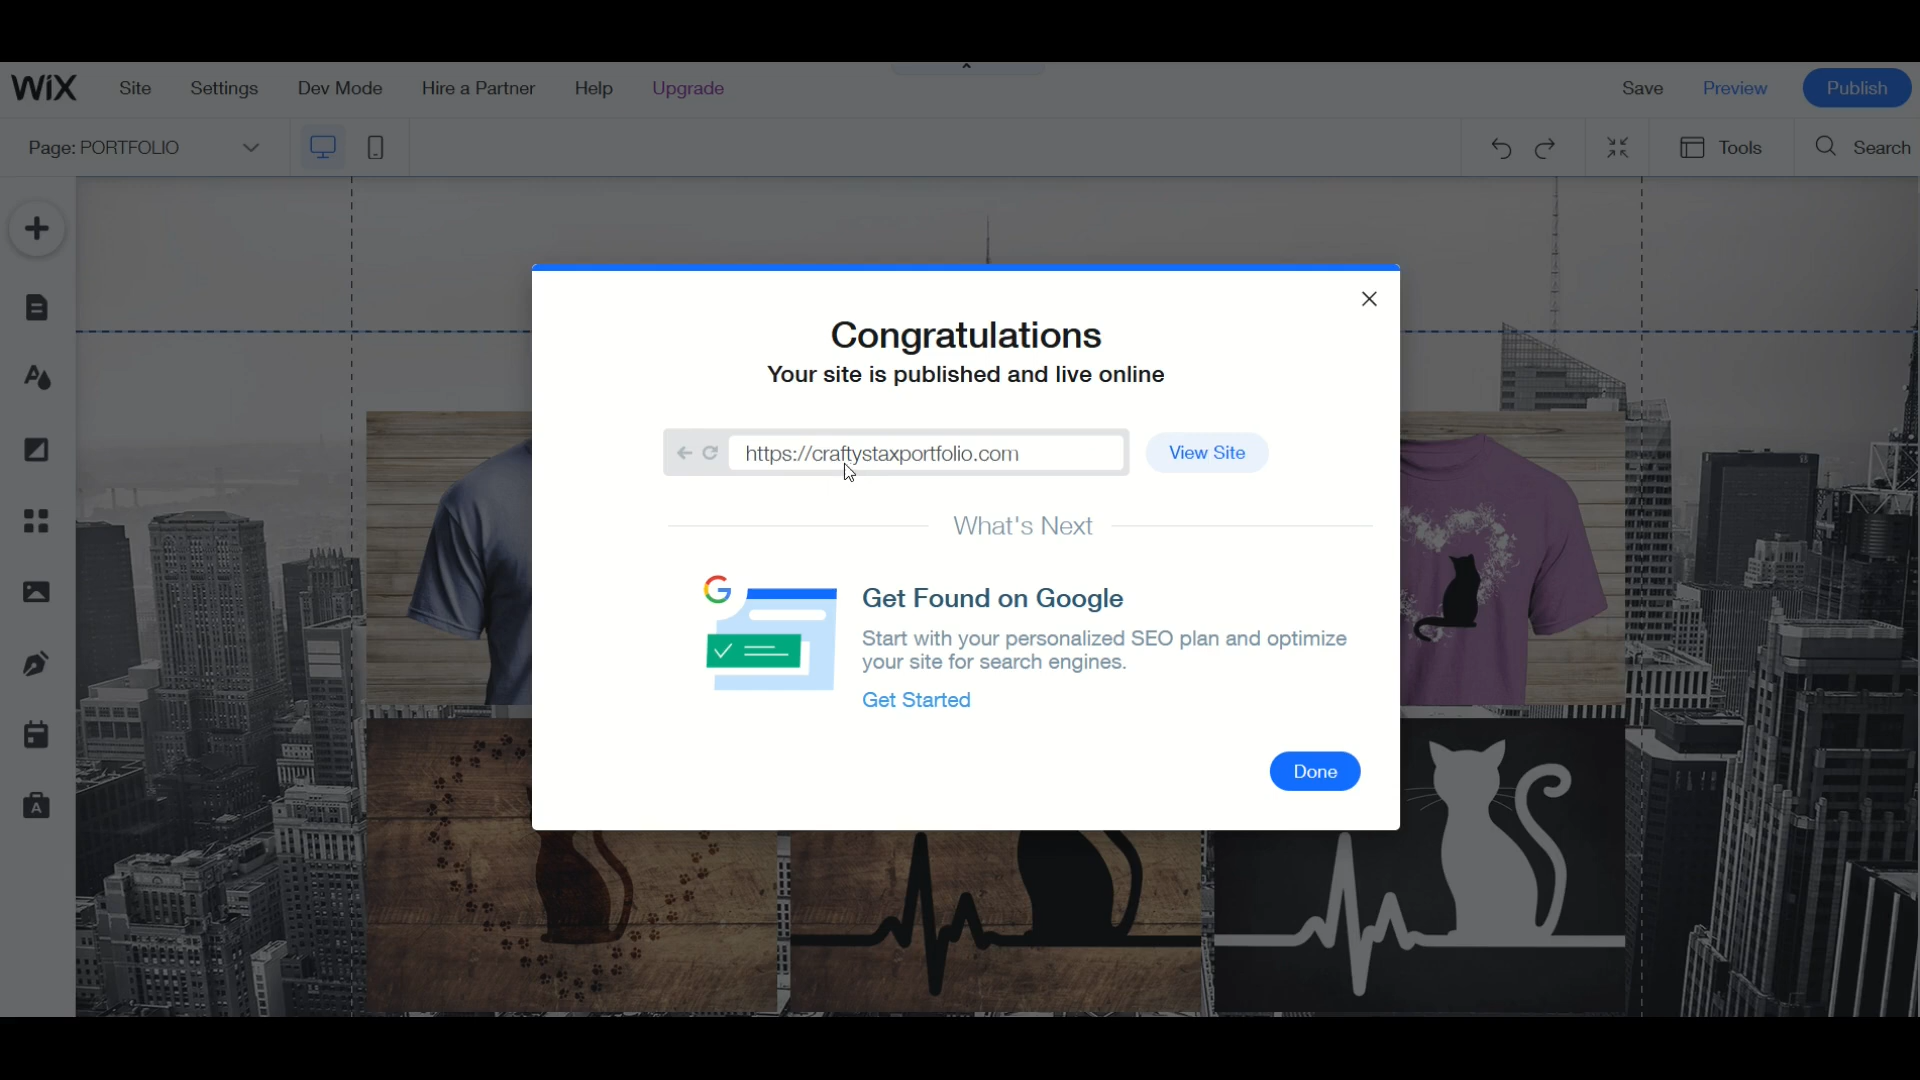 WiX Site Settings Dev Mode Hire a Partner Help Upgrade Save Preview Publish
Page: PORTFOLIO Tools Search
Congratulations
Your site is published and live online
https://craftystaxportfolio.com View Site
What's Next
Get Found on Google
Start with your personalized SEO plan and optimize
your site for search engines.
Get Started
Done